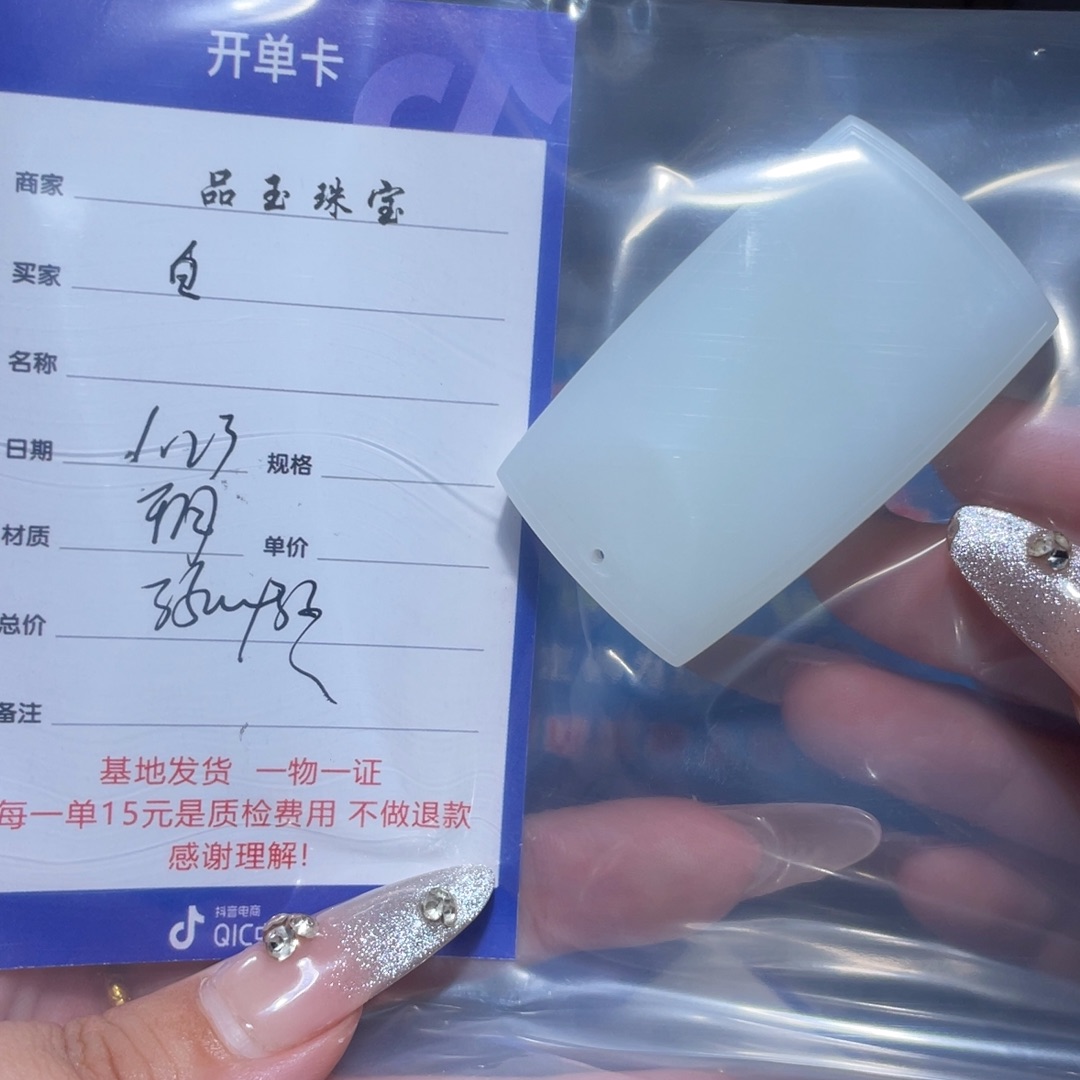 开单卡
商家 品玉珠宝
买家
名称
日期 规格
材质 单价
总价
备注
基地发货 一物一证
每一单15元是质检费用 不做退款
感谢理解!
抖音电商
QIC